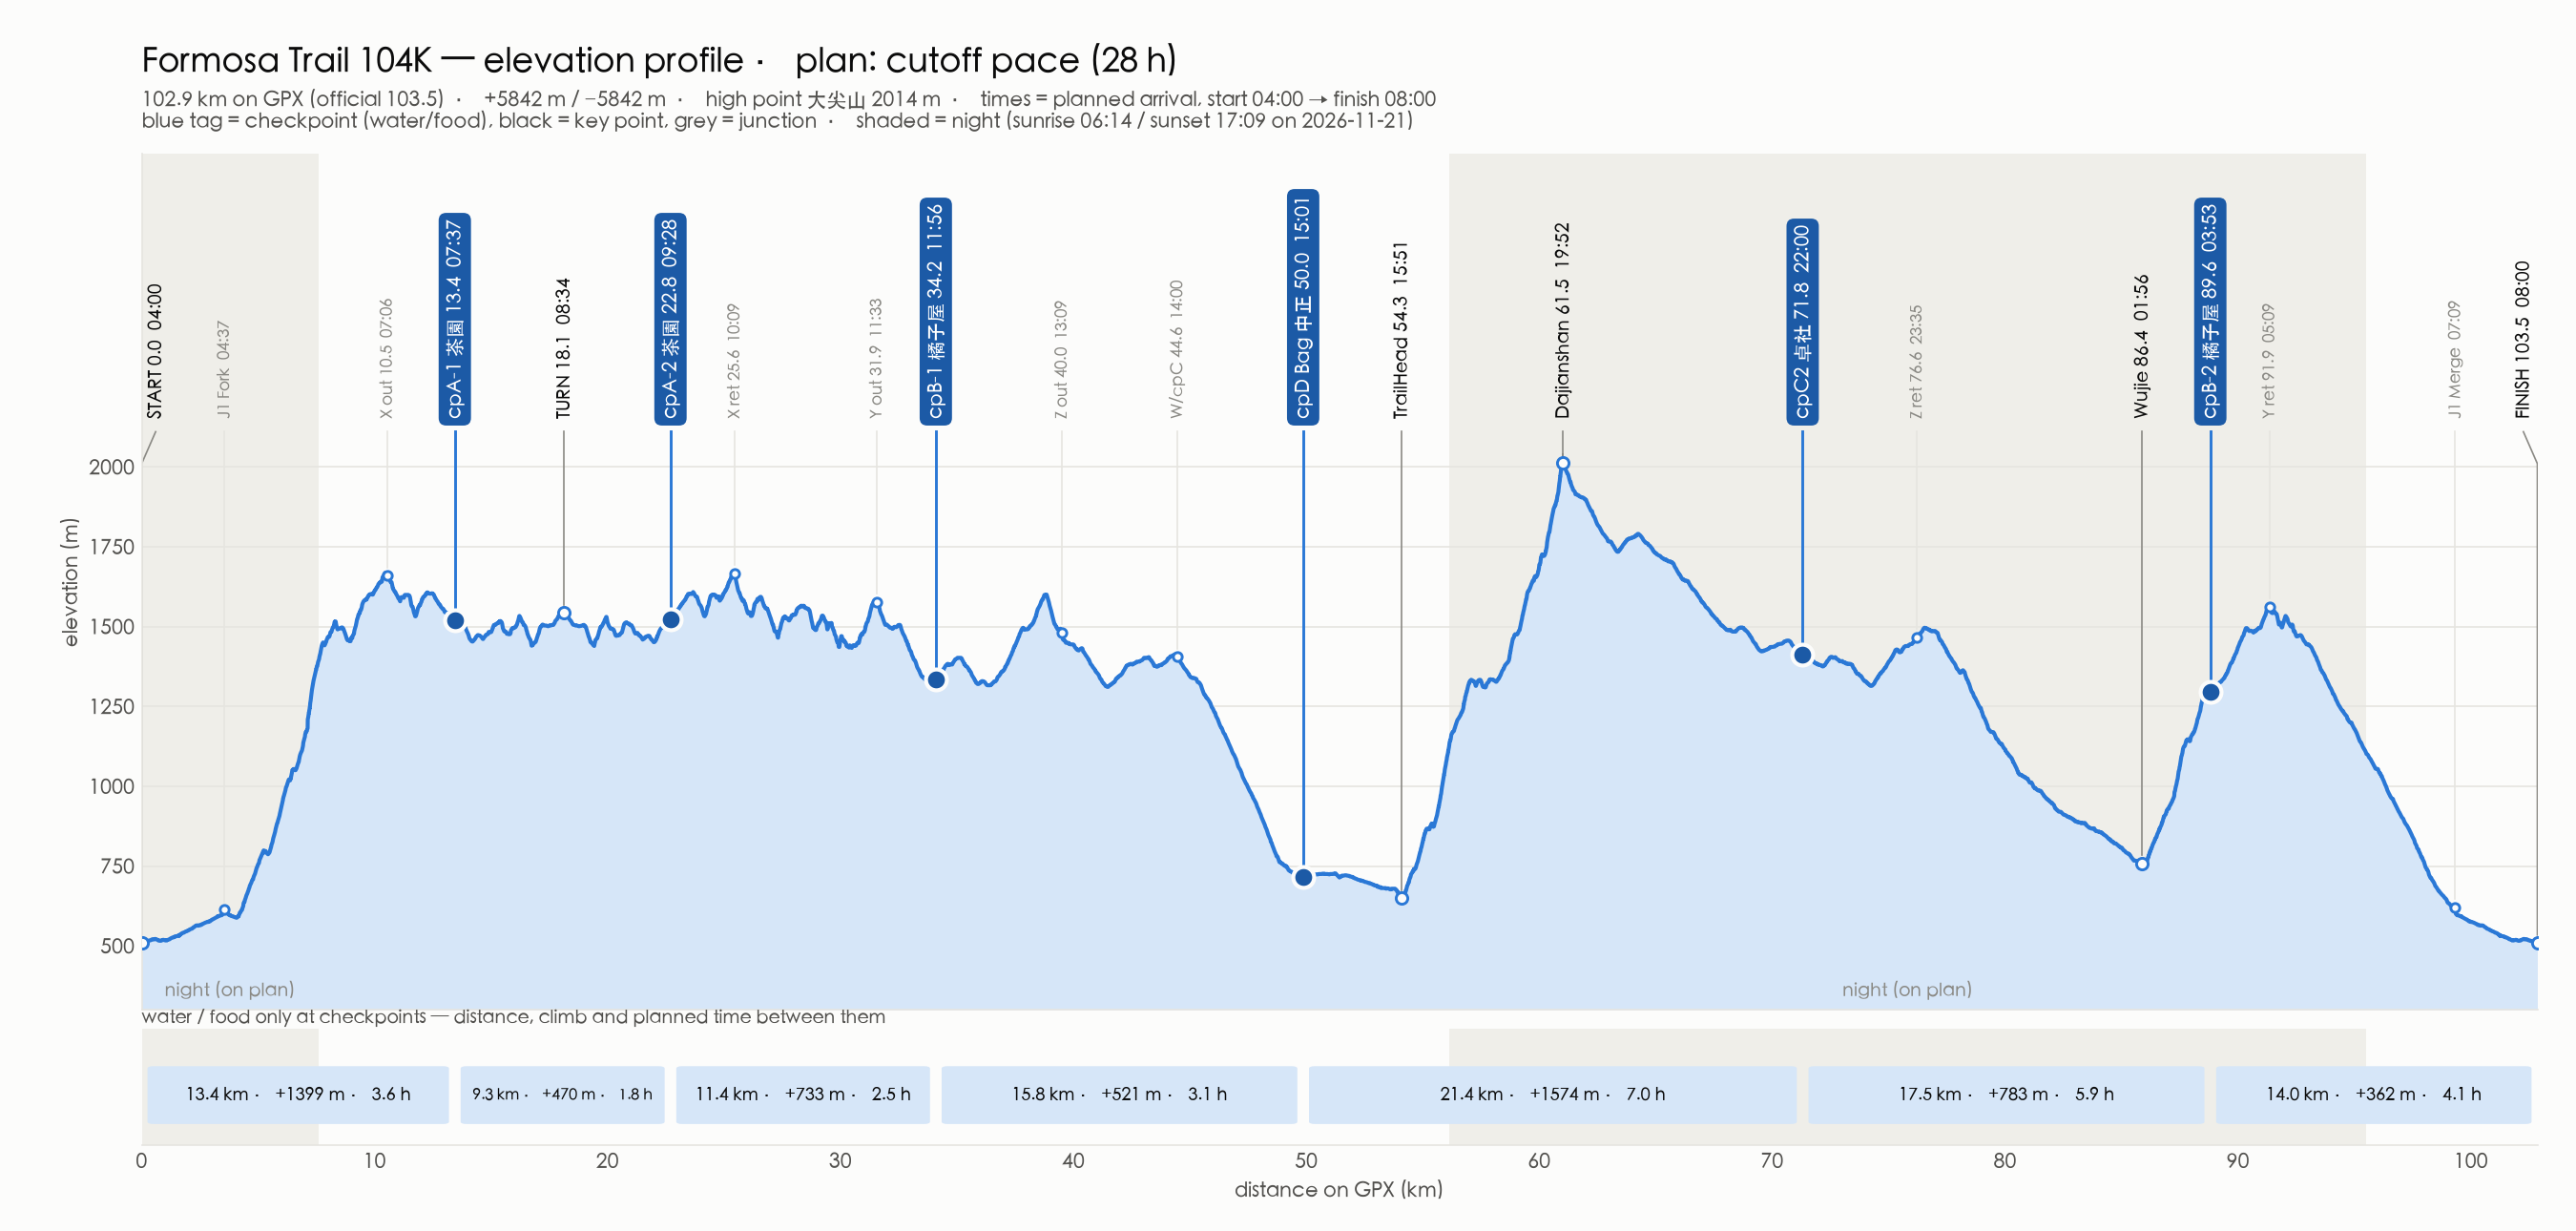 Formosa Trail 104K — elevation profile · plan: cutoff pace (28 h)
102.9 km on GPX (official 103.5) · +5842 m / −5842 m · high point 大尖山 2014 m · times = planned arrival, start 04:00 → finish 08:00
blue tag = checkpoint (water/food), black = key point, grey = junction · shaded = night (sunrise 06:14 / sunset 17:09 on 2026-11-21)
START 0.0 04:00
J1 Fork 04:37
X out 10.5 07:06
cpA-1 茶園 13.4 07:37
TURN 18.1 08:34
cpA-2 茶園 22.8 09:28
X ret 25.6 10:09
Y out 31.9 11:33
cpB-1 橘子屋 34.2 11:56
Z out 40.0 13:09
W/cpC 44.6 14:00
cpD Bag 中正 50.0 15:01
TrailHead 54.3 15:51
Dajianshan 61.5 19:52
cpC2 卓社 71.8 22:00
Z ret 76.6 23:35
Wujie 86.4 01:56
cpB-2 橘子屋 89.6 03:53
Y ret 91.9 05:09
J1 Merge 07:09
FINISH 103.5 08:00
elevation (m)
2000
1750
1500
1250
1000
750
500
night (on plan)
night (on plan)
water / food only at checkpoints — distance, climb and planned time between them
13.4 km · +1399 m · 3.6 h
9.3 km · +470 m · 1.8 h
11.4 km · +733 m · 2.5 h
15.8 km · +521 m · 3.1 h
21.4 km · +1574 m · 7.0 h
17.5 km · +783 m · 5.9 h
14.0 km · +362 m · 4.1 h
0 10 20 30 40 50 60 70 80 90 100
distance on GPX (km)